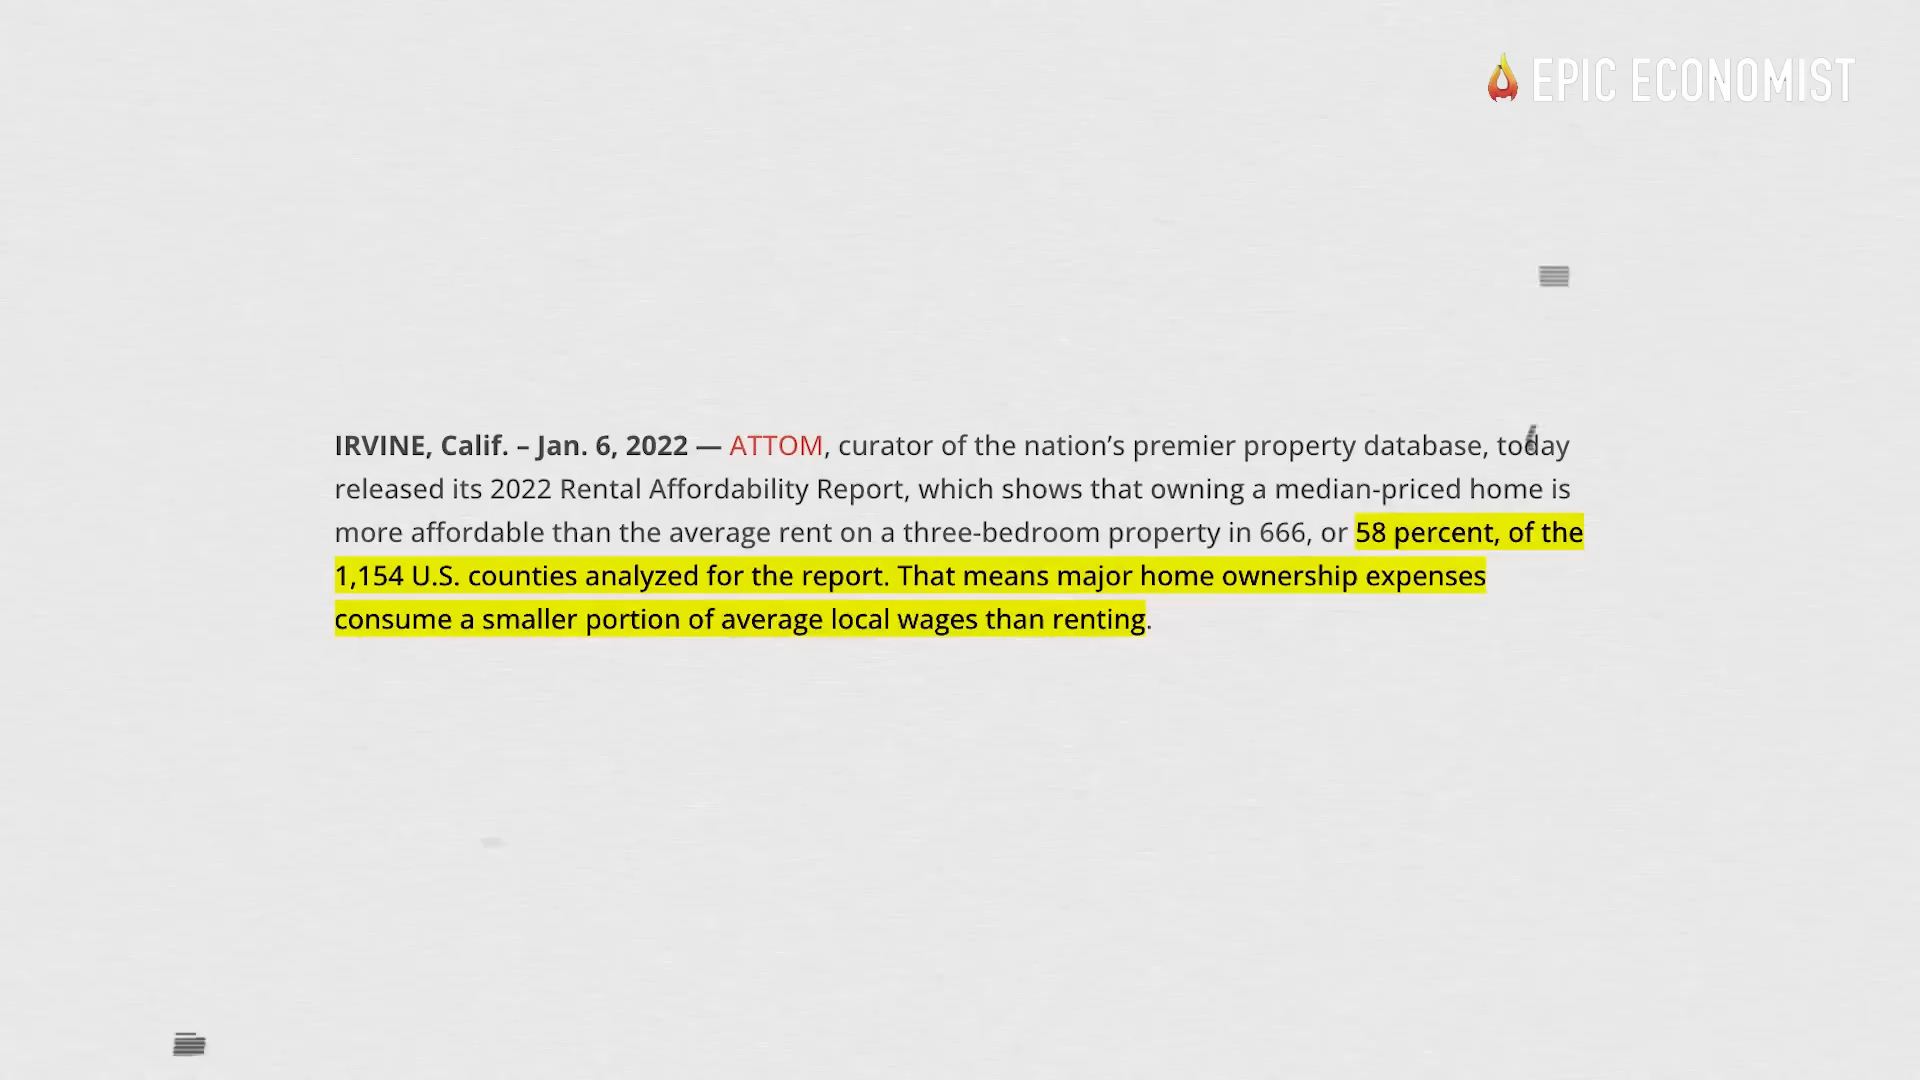 EPIC ECONOMIST
IRVINE, Calif. – Jan. 6, 2022 — ATTOM, curator of the nation’s premier property database, today
released its 2022 Rental Affordability Report, which shows that owning a median-priced home is
more affordable than the average rent on a three-bedroom property in 666, or 58 percent, of the
1,154 U.S. counties analyzed for the report. That means major home ownership expenses
consume a smaller portion of average local wages than renting.